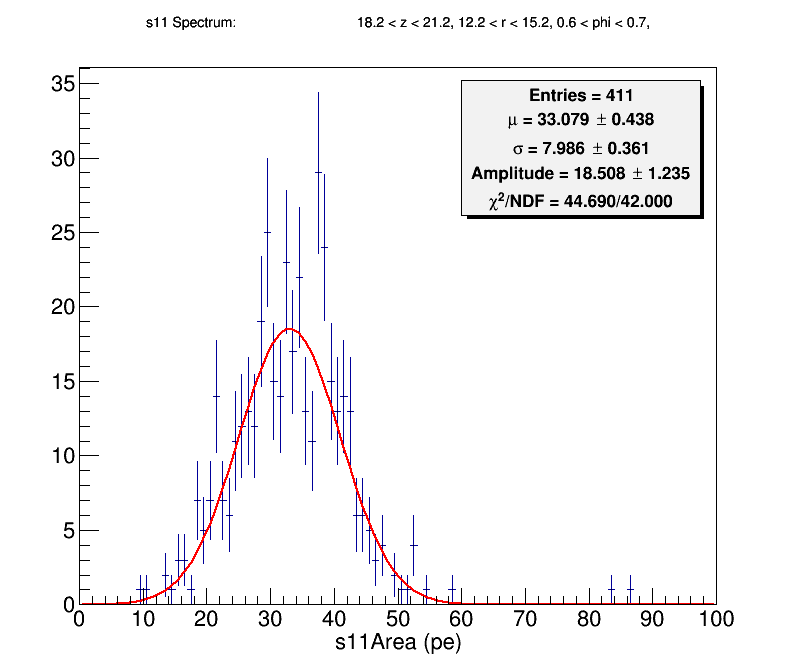 s11 Spectrum: 18.2 < z < 21.2, 12.2 < r < 15.2, 0.6 < phi < 0.7,
Entries = 411
μ = 33.079 ± 0.438
σ = 7.986 ± 0.361
Amplitude = 18.508 ± 1.235
χ²/NDF = 44.690/42.000
35
30
25
20
15
10
5
0
0 10 20 30 40 50 60 70 80 90 100
s11Area (pe)